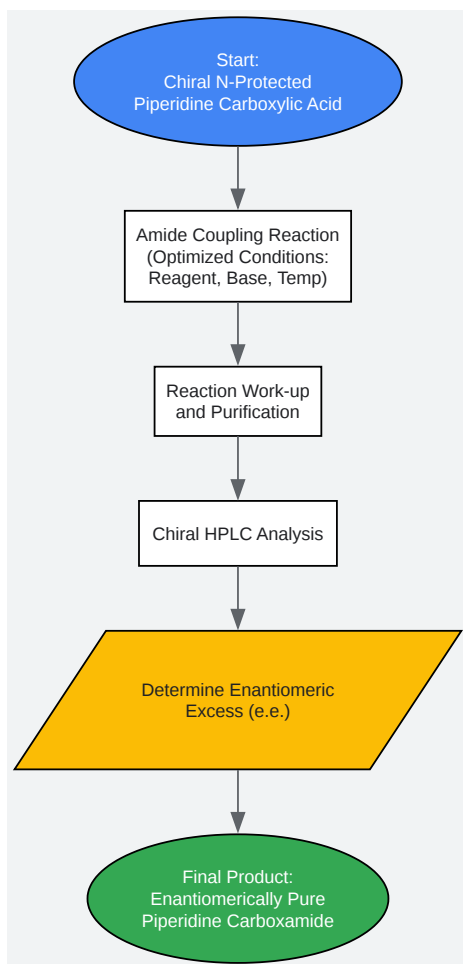 Start:
Chiral N-Protected
Piperidine Carboxylic Acid
Amide Coupling Reaction
(Optimized Conditions:
Reagent, Base, Temp)
Reaction Work-up
and Purification
Chiral HPLC Analysis
Determine Enantiomeric
Excess (e.e.)
Final Product:
Enantiomerically Pure
Piperidine Carboxamide